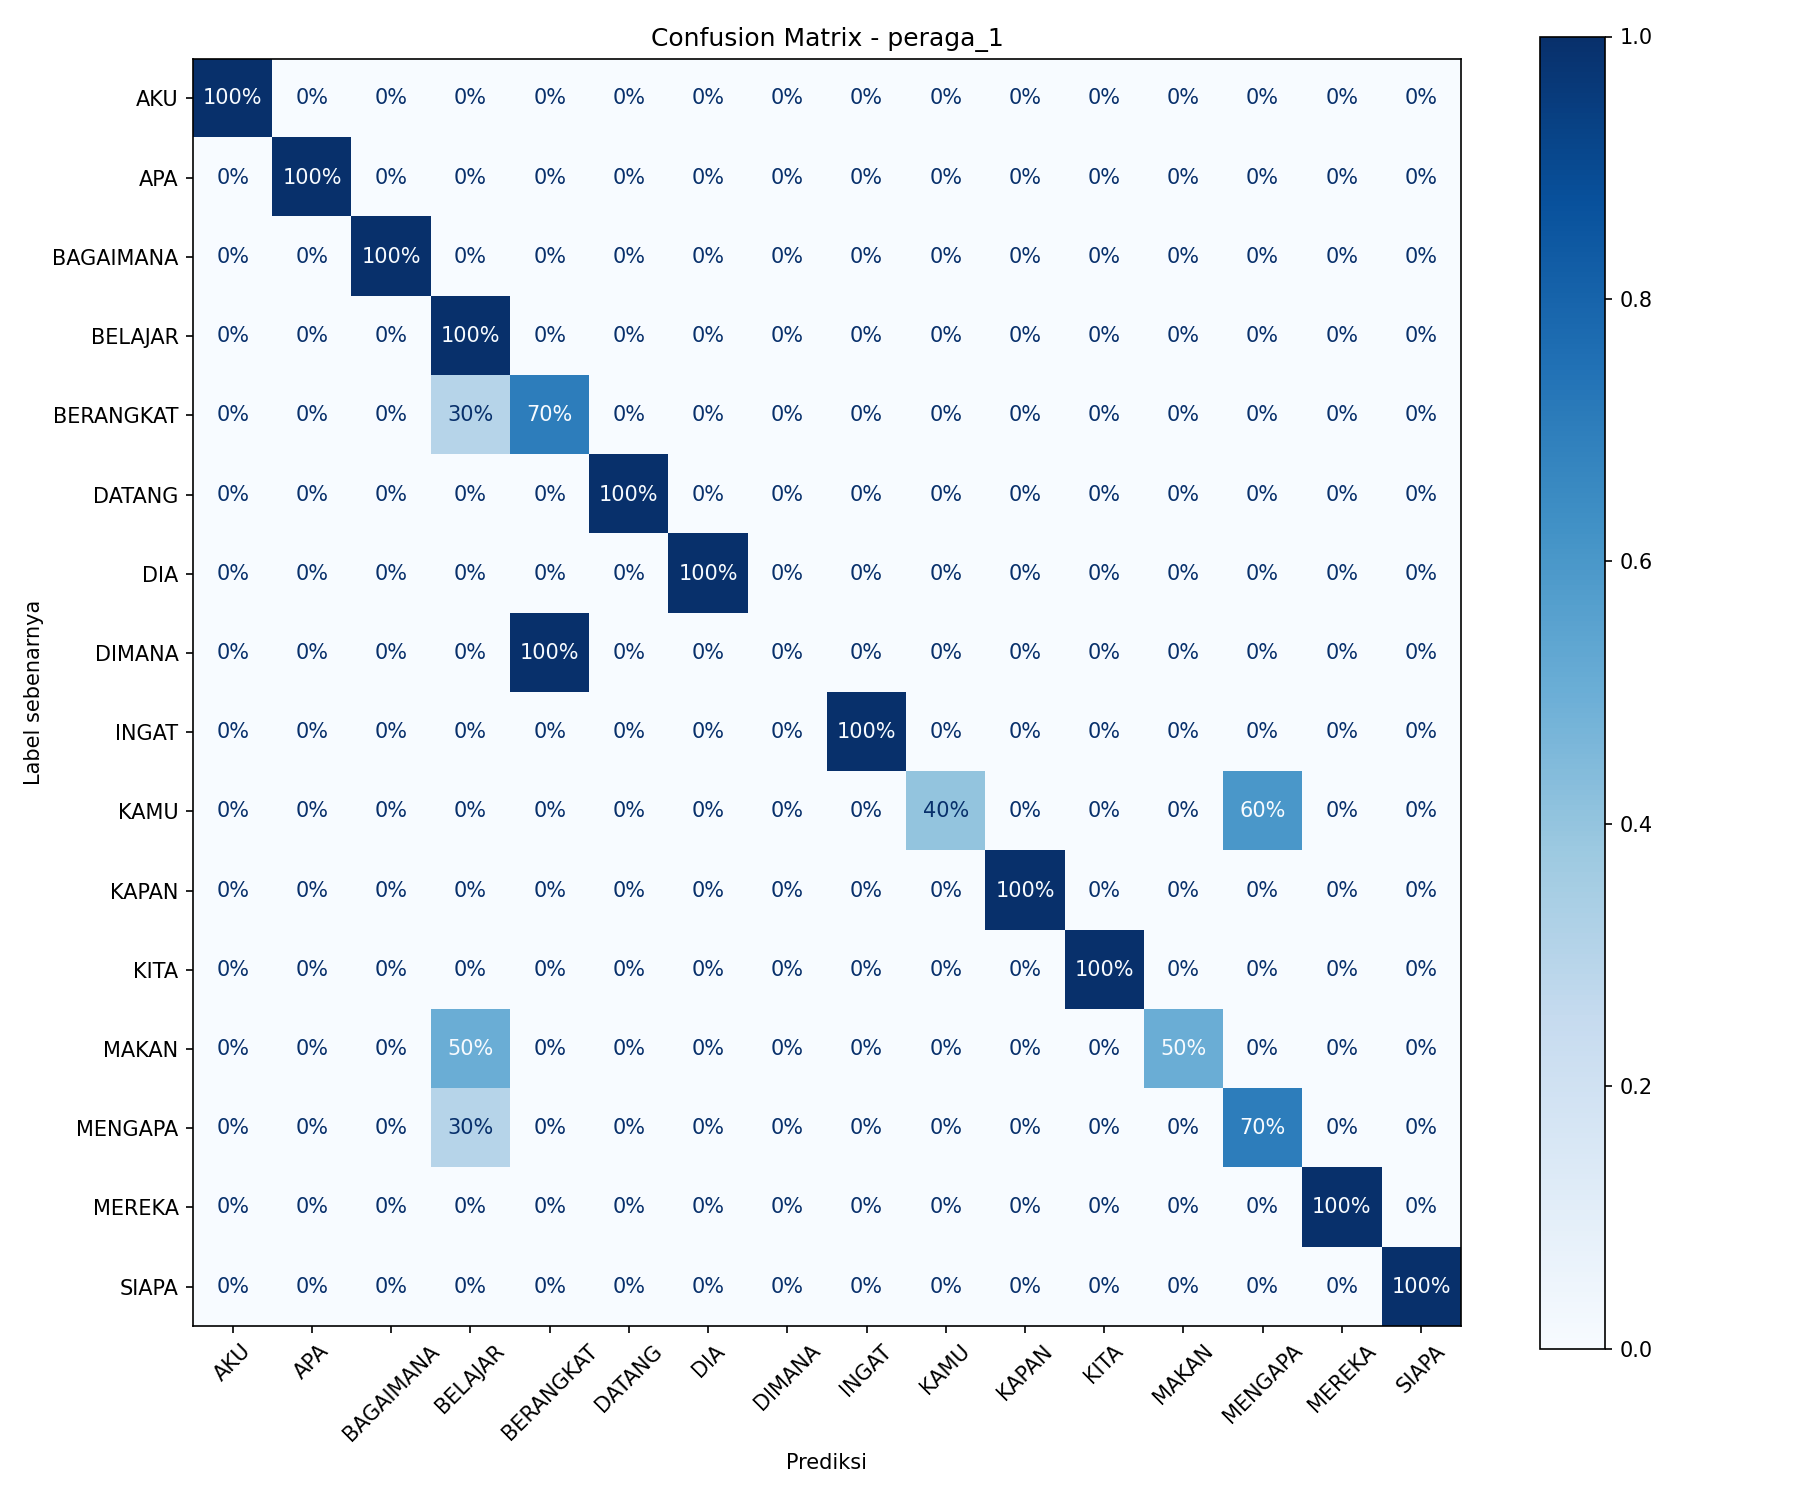 Confusion Matrix - peraga_1
Label sebenarnya
AKU 100% 0% 0% 0% 0% 0% 0% 0% 0% 0% 0% 0% 0% 0% 0% 0%
APA 0% 100% 0% 0% 0% 0% 0% 0% 0% 0% 0% 0% 0% 0% 0% 0%
BAGAIMANA 0% 0% 100% 0% 0% 0% 0% 0% 0% 0% 0% 0% 0% 0% 0% 0%
BELAJAR 0% 0% 0% 100% 0% 0% 0% 0% 0% 0% 0% 0% 0% 0% 0% 0%
BERANGKAT 0% 0% 0% 30% 70% 0% 0% 0% 0% 0% 0% 0% 0% 0% 0% 0%
DATANG 0% 0% 0% 0% 0% 100% 0% 0% 0% 0% 0% 0% 0% 0% 0% 0%
DIA 0% 0% 0% 0% 0% 0% 100% 0% 0% 0% 0% 0% 0% 0% 0% 0%
DIMANA 0% 0% 0% 0% 100% 0% 0% 0% 0% 0% 0% 0% 0% 0% 0% 0%
INGAT 0% 0% 0% 0% 0% 0% 0% 0% 100% 0% 0% 0% 0% 0% 0% 0%
KAMU 0% 0% 0% 0% 0% 0% 0% 0% 0% 40% 0% 0% 0% 60% 0% 0%
KAPAN 0% 0% 0% 0% 0% 0% 0% 0% 0% 0% 100% 0% 0% 0% 0% 0%
KITA 0% 0% 0% 0% 0% 0% 0% 0% 0% 0% 0% 100% 0% 0% 0% 0%
MAKAN 0% 0% 0% 50% 0% 0% 0% 0% 0% 0% 0% 0% 50% 0% 0% 0%
MENGAPA 0% 0% 0% 30% 0% 0% 0% 0% 0% 0% 0% 0% 0% 70% 0% 0%
MEREKA 0% 0% 0% 0% 0% 0% 0% 0% 0% 0% 0% 0% 0% 0% 100% 0%
SIAPA 0% 0% 0% 0% 0% 0% 0% 0% 0% 0% 0% 0% 0% 0% 0% 100%
AKU APA BAGAIMANA BELAJAR BERANGKAT DATANG DIA DIMANA INGAT KAMU KAPAN KITA MAKAN MENGAPA MEREKA SIAPA
Prediksi
1.0
0.8
0.6
0.4
0.2
0.0